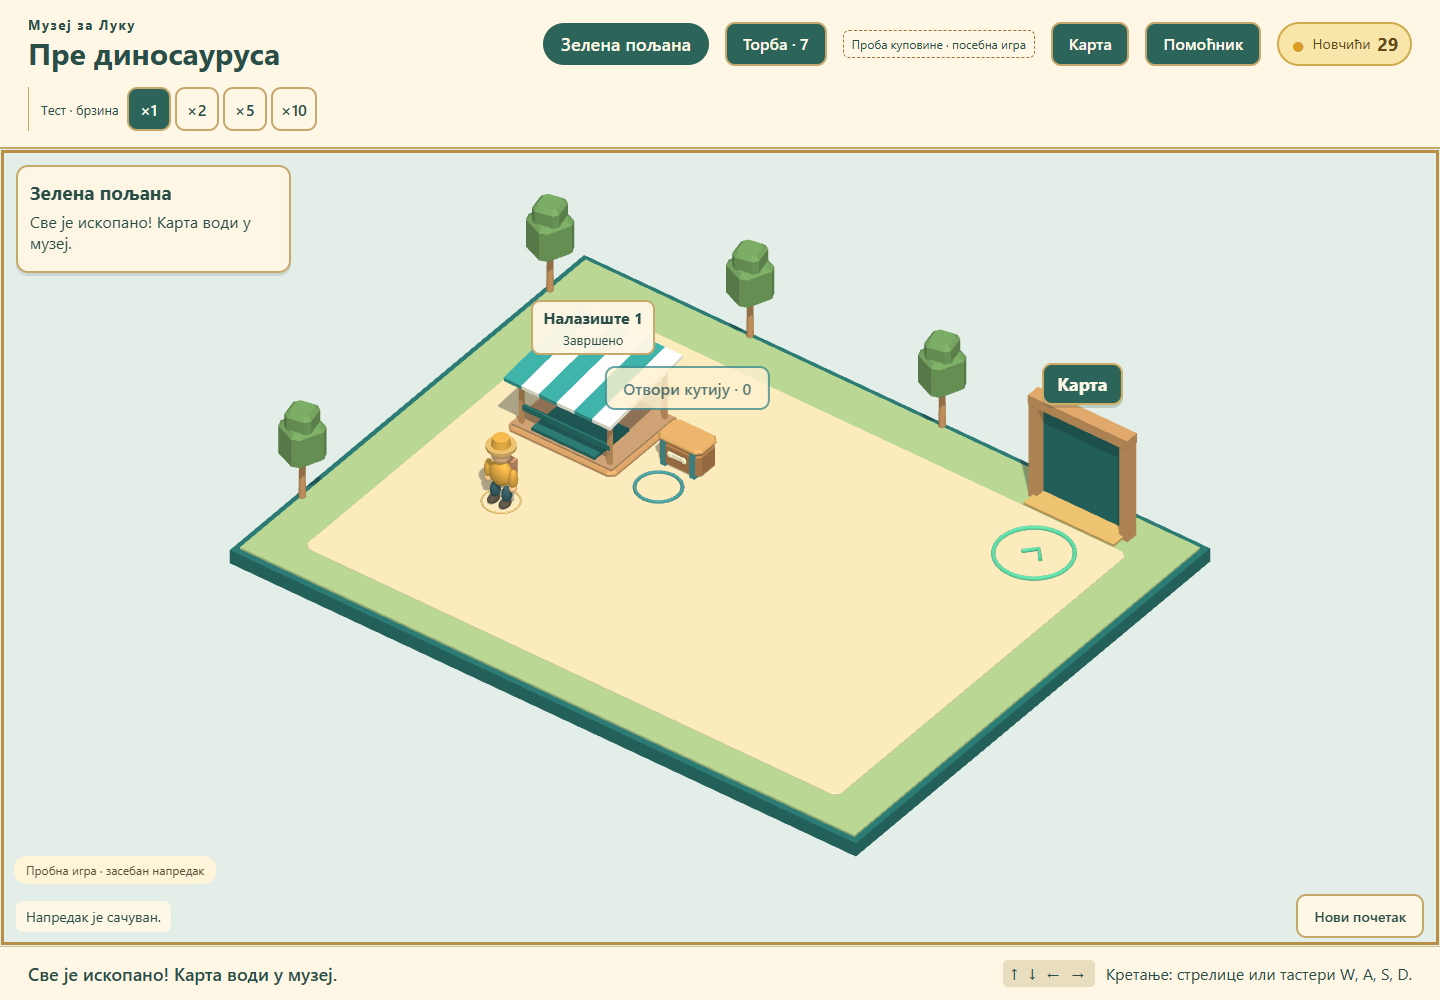 Музеј за Луку
Пре диносауруса
Зелена пољана
Торба · 7
Проба куповине · посебна игра
Карта
Помоћник
Новчићи 29
Тест · брзина
×1
×2
×5
×10
Зелена пољана
Све је ископано! Карта води у
музеј.
Налазиште 1
Завршено
Отвори кутију · 0
Карта
Пробна игра · засебан напредак
Напредак је сачуван.
Нови почетак
Све је ископано! Карта води у музеј.
↑ ↓ ← → Кретање: стрелице или тастери W, A, S, D.